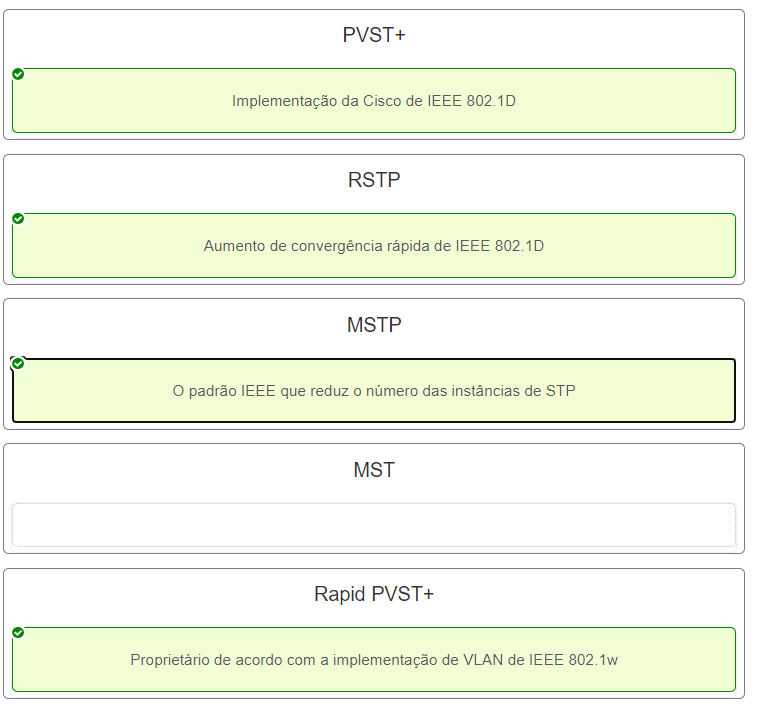 PVST+
Implementação da Cisco de IEEE 802.1D
RSTP
Aumento de convergência rápida de IEEE 802.1D
MSTP
O padrão IEEE que reduz o número das instâncias de STP
MST
Rapid PVST+
Proprietário de acordo com a implementação de VLAN de IEEE 802.1w